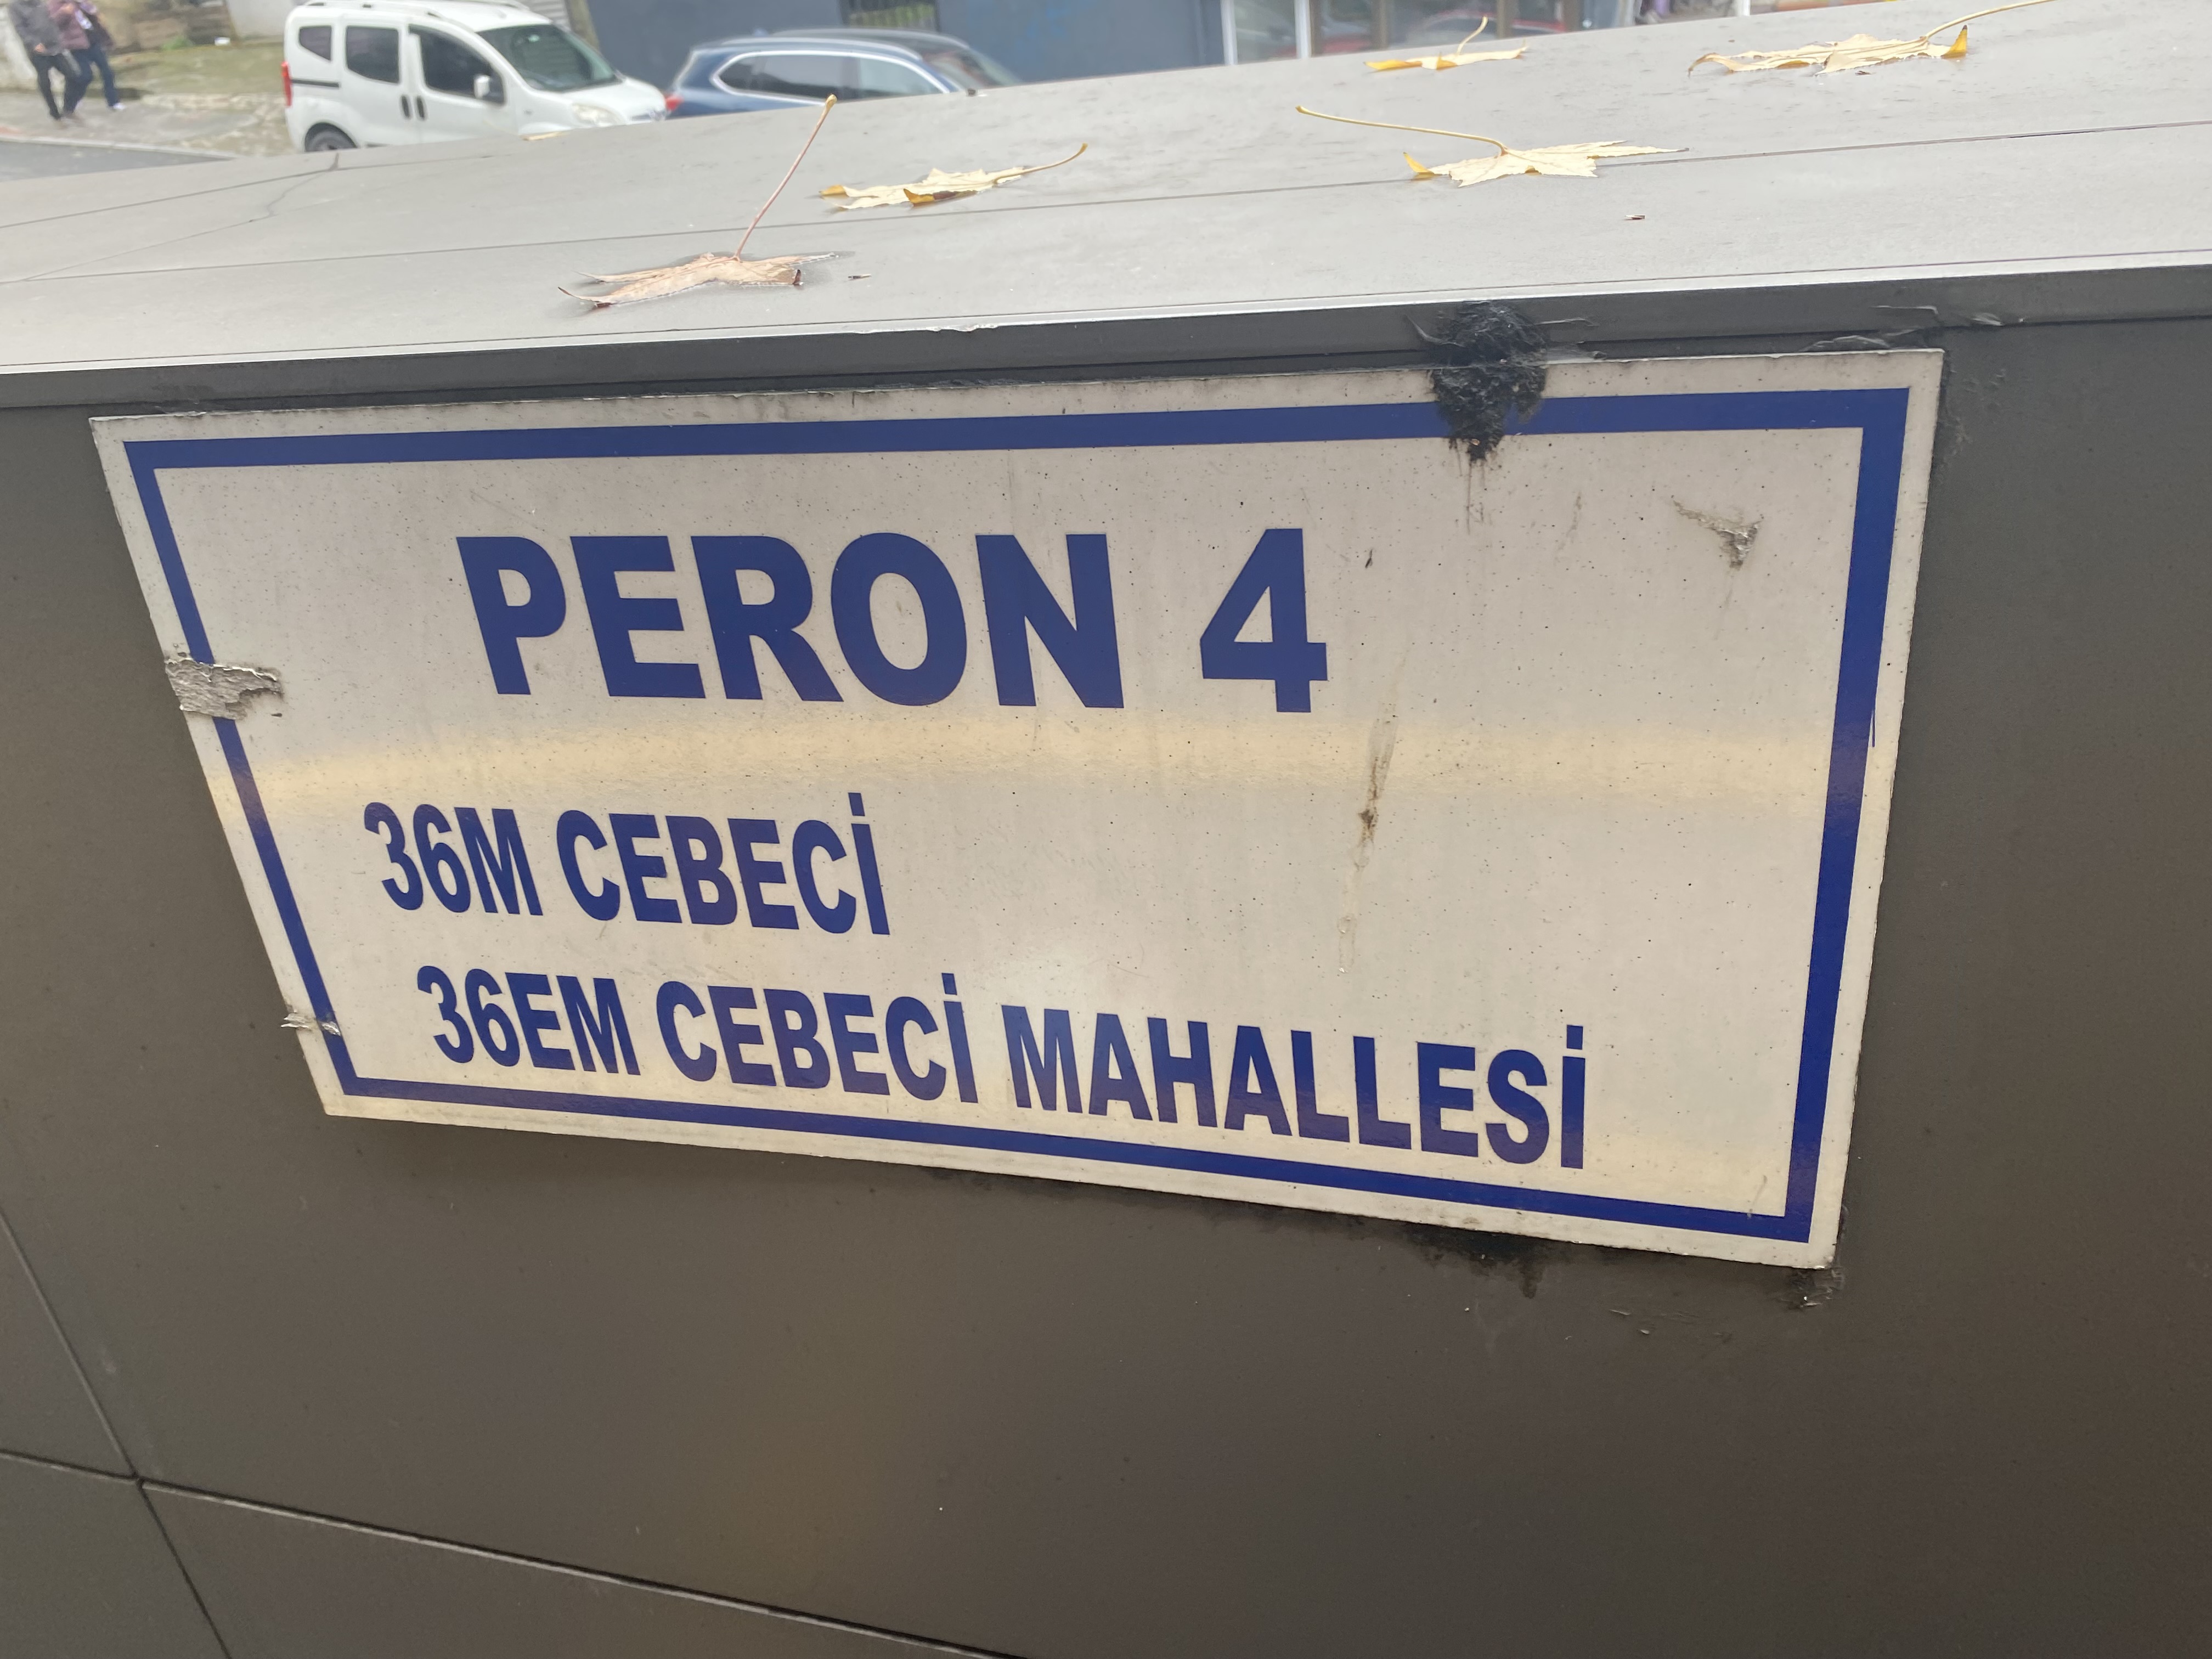 PERON 4
36M CEBECİ
36EM CEBECİ MAHALLESİ